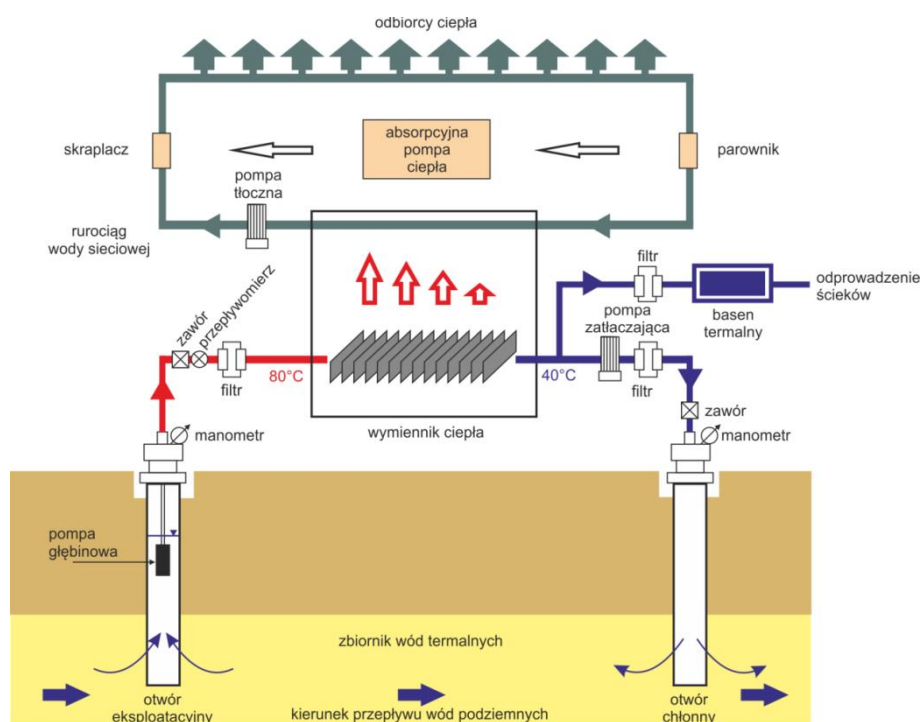 odbiorcy ciepła
skraplacz
absorpcyjna
pompa
ciepła
parownik
pompa
tłoczna
rurociąg
wody sieciowej
zawór
przepływomierz
filtr
80°C
wymiennik ciepła
40°C
pompa
zatłaczająca
filtr
filtr
basen
termalny
odprowadzenie
ścieków
zawór
manometr
manometr
pompa
głębinowa
zbiornik wód termalnych
otwór
eksploatacyjny
kierunek przepływu wód podziemnych
otwór
chłonny